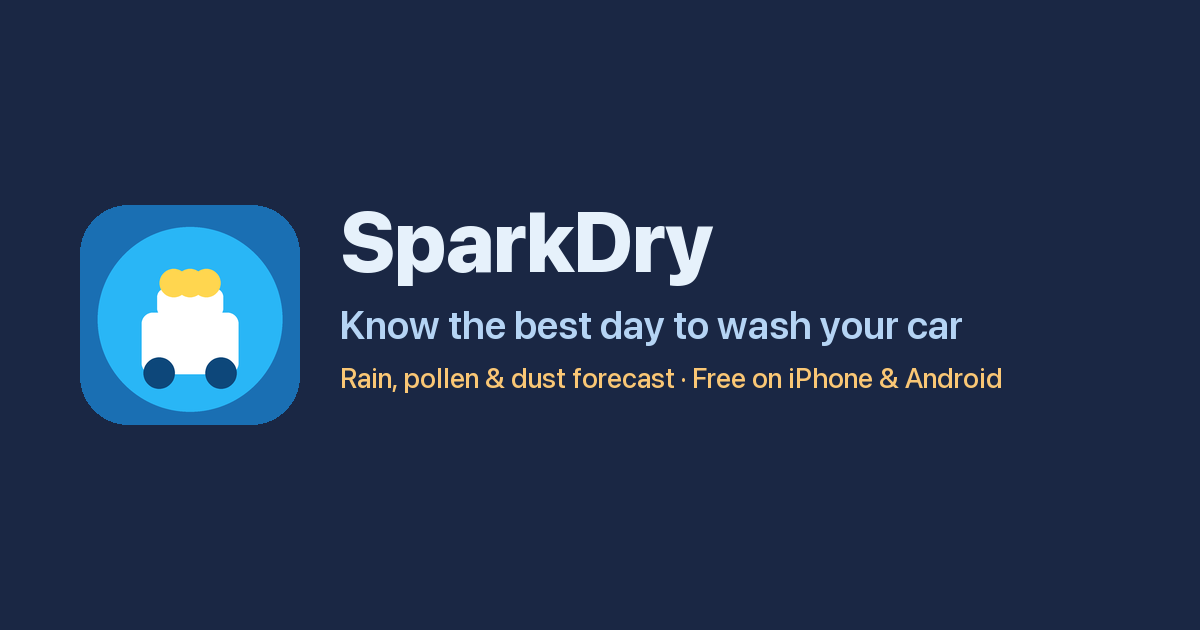 SparkDry
Know the best day to wash your car
Rain, pollen & dust forecast · Free on iPhone & Android